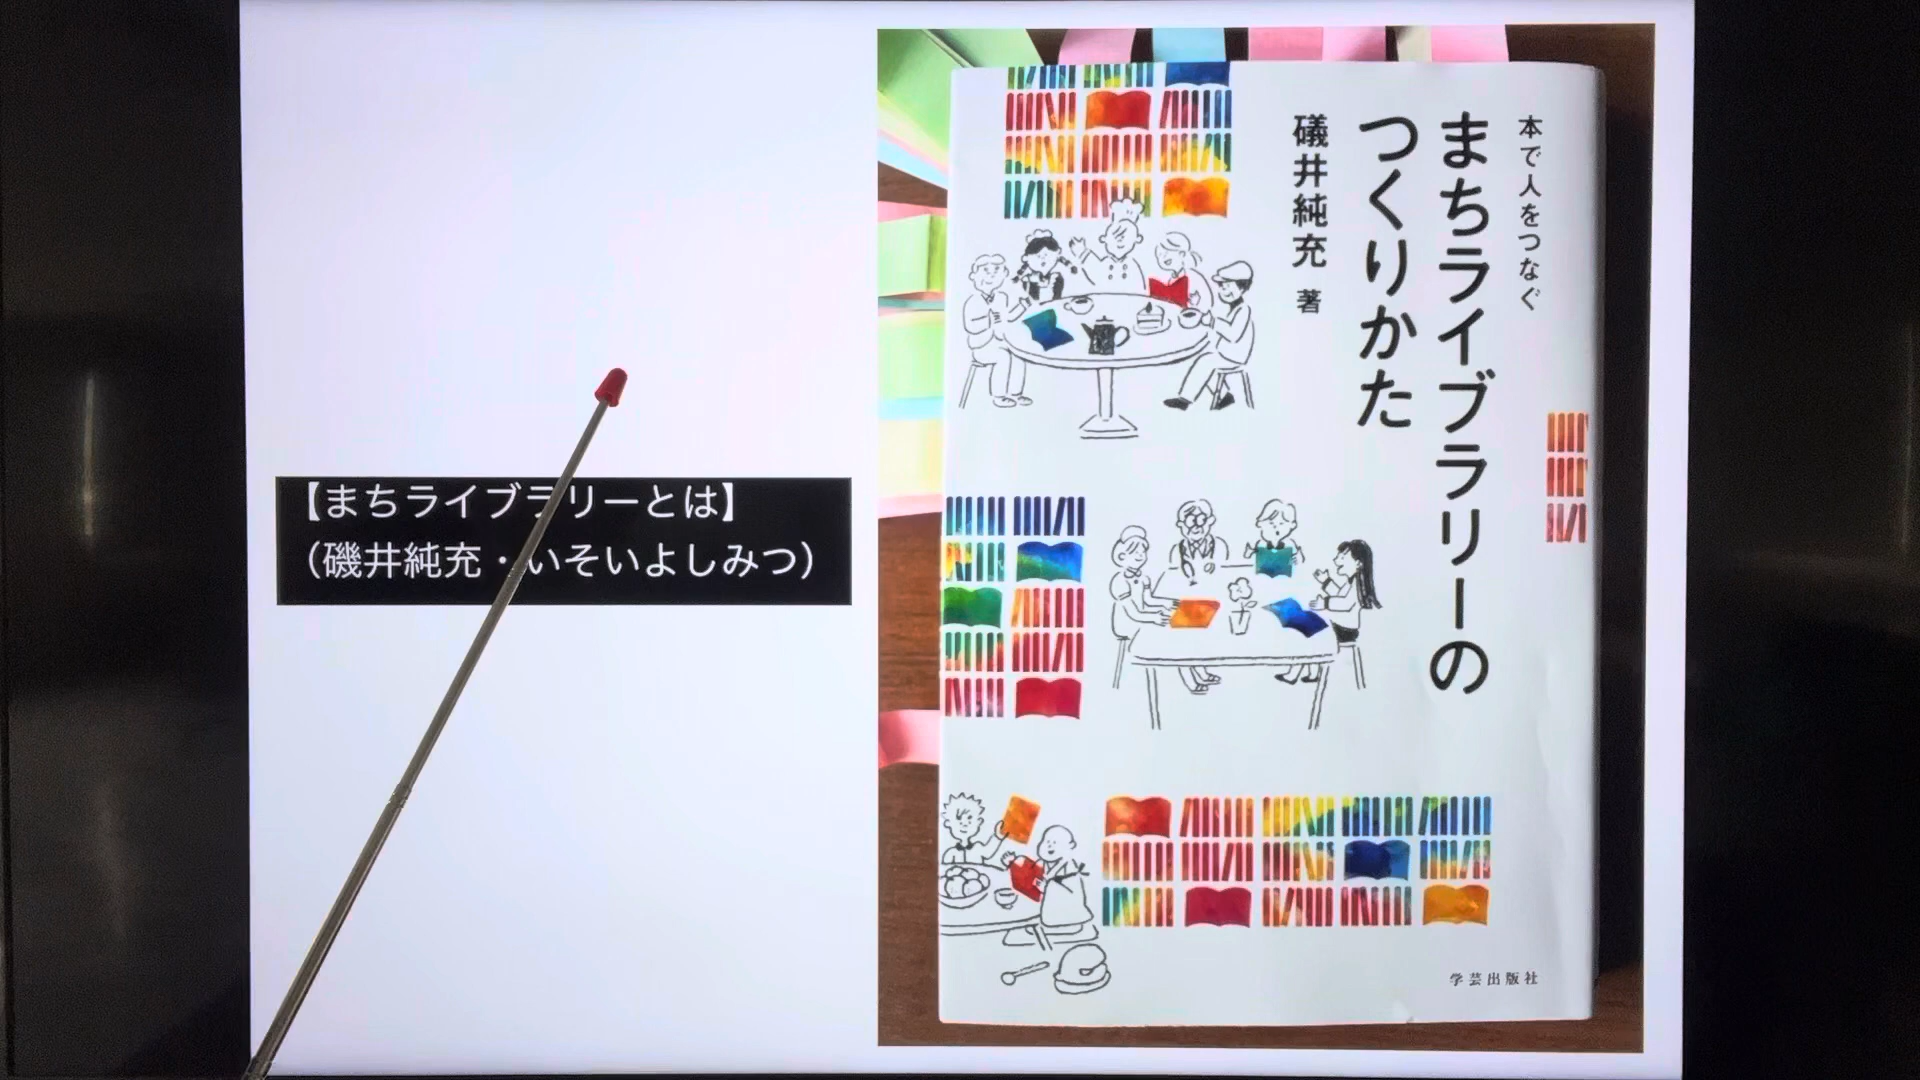 【まちライブラリーとは】
（磯井純充・いそいよしみつ）
本で人をつなぐ
まちライブラリーの
つくりかた
礒井純充 著
学芸出版社